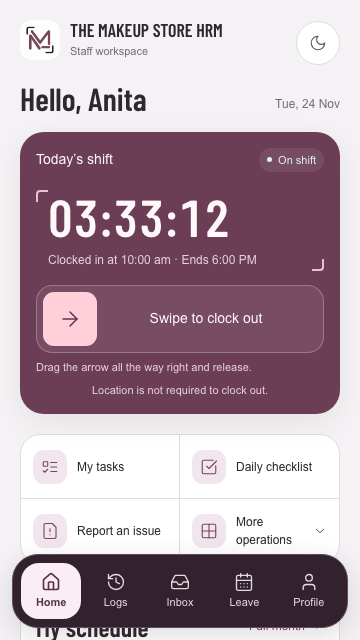 THE MAKEUP STORE HRM
Staff workspace
Hello, Anita
Tue, 24 Nov
Today's shift
On shift
03:33:12
Clocked in at 10:00 am · Ends 6:00 PM
Swipe to clock out
Drag the arrow all the way right and release.
Location is not required to clock out.
My tasks
Daily checklist
Report an issue
More operations
Home
Logs
Inbox
Leave
Profile
My schedule